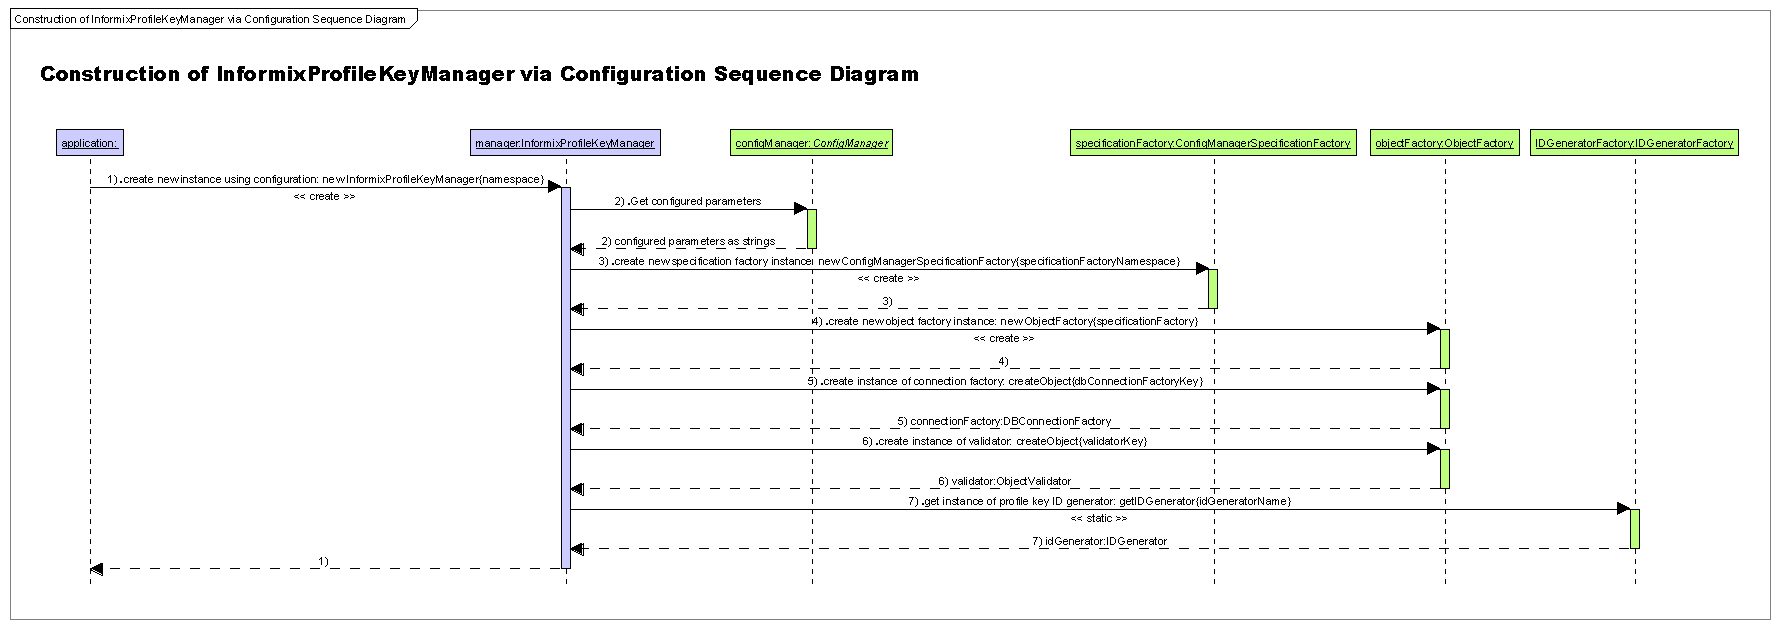 Construction of InformixProfileKeyManager via Configuration Sequence Diagram
Construction of InformixProfileKeyManager via Configuration Sequence Diagram
application:
manager:InformixProfileKeyManager
configManager: ConfigManager
specificationFactory:ConfigManagerSpecificationFactory
objectFactory:ObjectFactory
IDGeneratorFactory:IDGeneratorFactory
1) .create new instance using configuration: new InformixProfileKeyManager{namespace}
<< create >>
2) .Get configured parameters
2) configured parameters as strings
3) .create new specification factory instance: new ConfigManagerSpecificationFactory{specificationFactoryNamespace}
<< create >>
3)
4) .create new object factory instance: new ObjectFactory{specificationFactory}
<< create >>
4)
5) .create instance of connection factory: createObject{dbConnectionFactoryKey}
5) connectionFactory:DBConnectionFactory
6) .create instance of validator: createObject{validatorKey}
6) validator:ObjectValidator
7) .get instance of profile key ID generator: getIDGenerator{idGeneratorName}
<< static >>
7) idGenerator:IDGenerator
1)